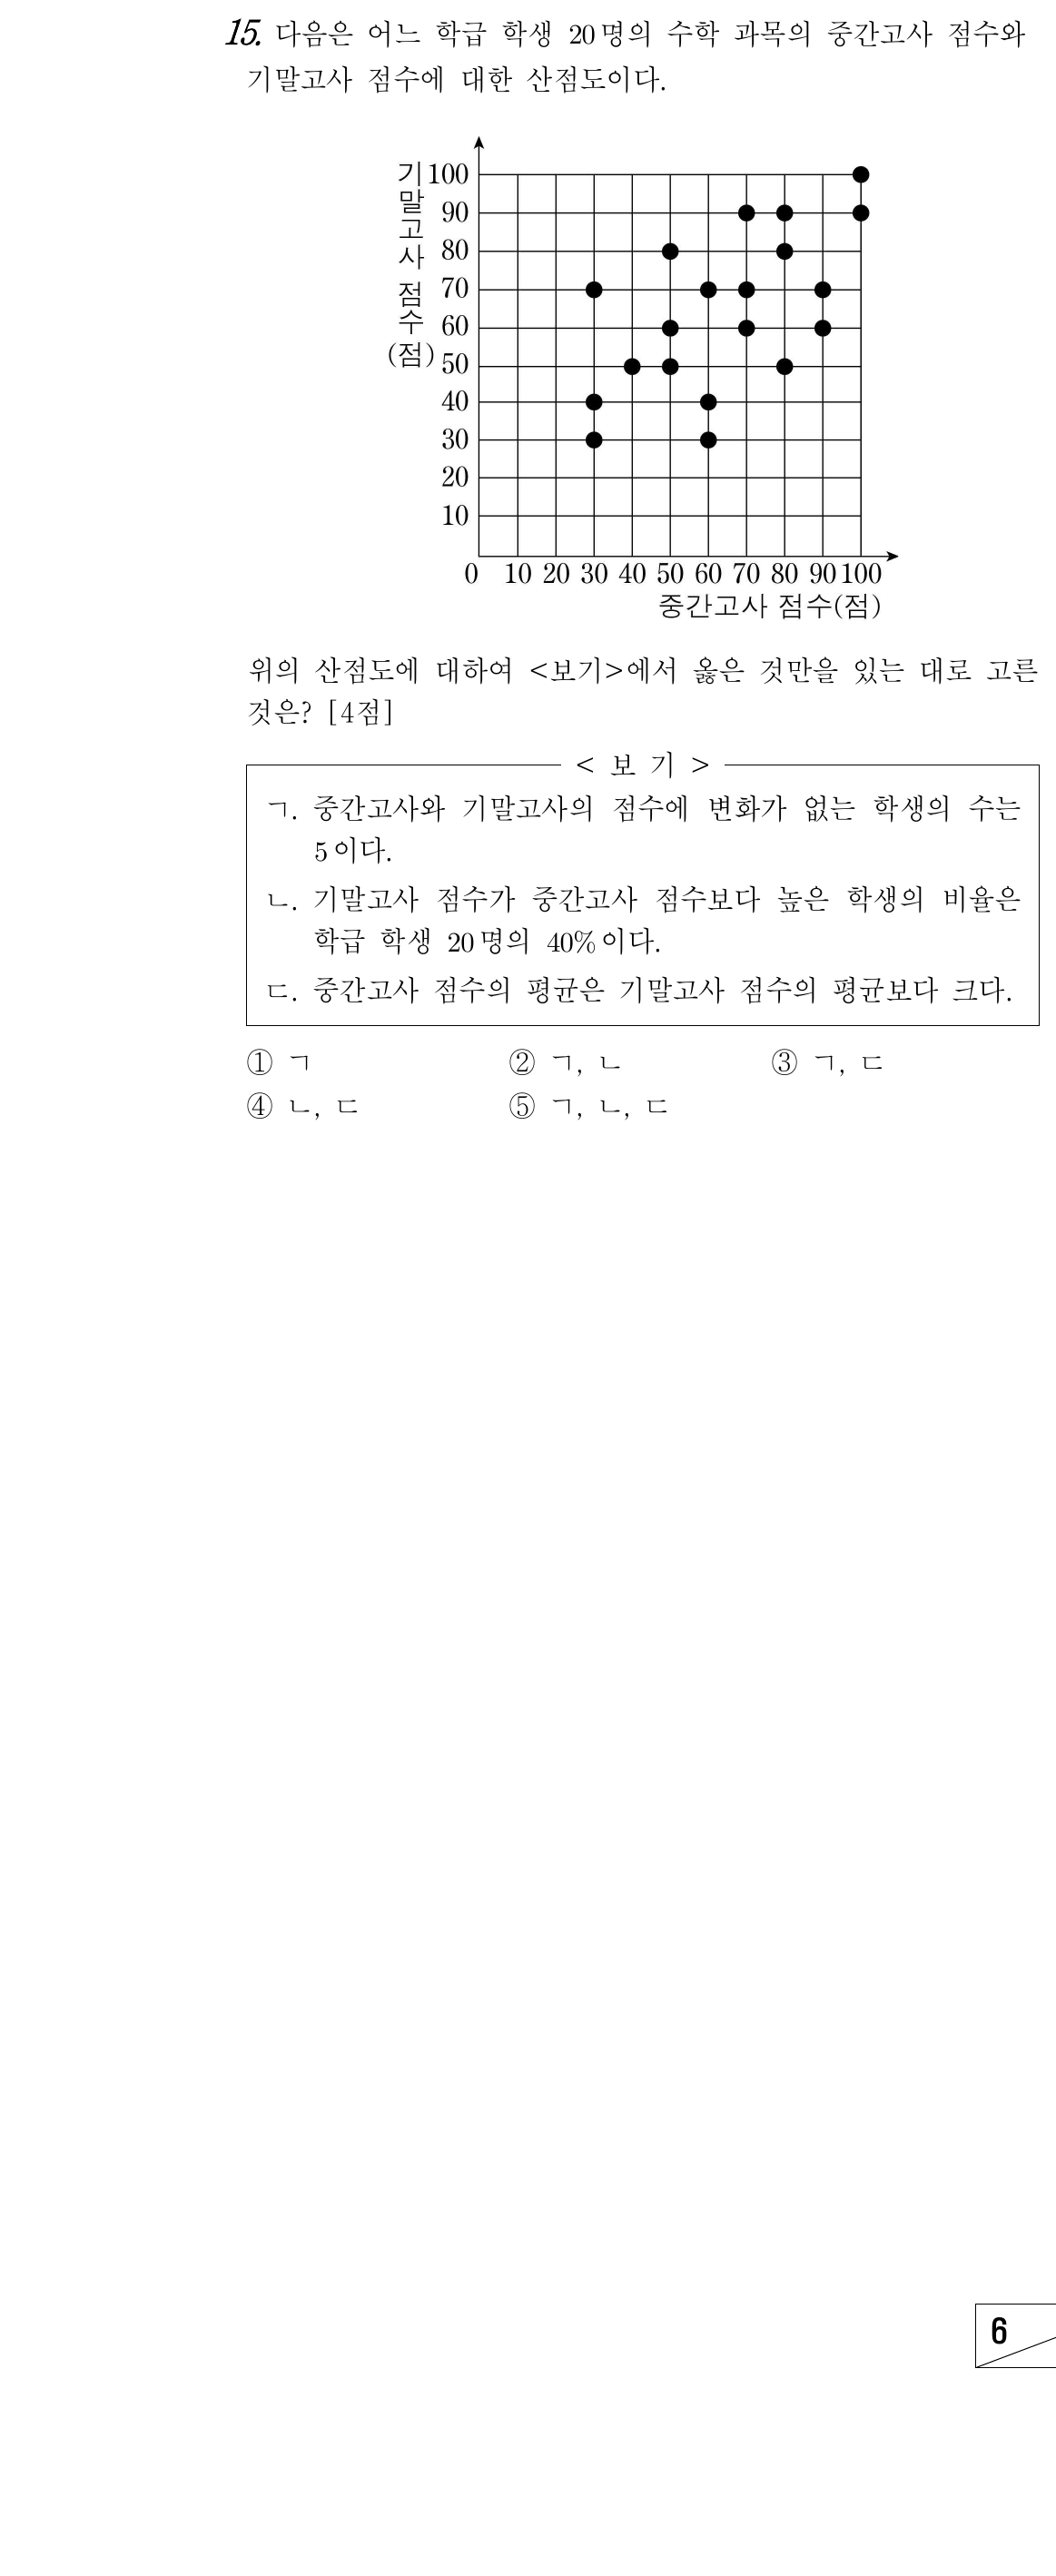 15. 다음은 어느 학급 학생 20명의 수학 과목의 중간고사 점수와
기말고사 점수에 대한 산점도이다.
기말고사 점수(점)
100
90
80
70
60
50
40
30
20
10
0 10 20 30 40 50 60 70 80 90 100
중간고사 점수(점)
위의 산점도에 대하여 <보기>에서 옳은 것만을 있는 대로 고른
것은? [4점]
< 보 기 >
ㄱ. 중간고사와 기말고사의 점수에 변화가 없는 학생의 수는
5이다.
ㄴ. 기말고사 점수가 중간고사 점수보다 높은 학생의 비율은
학급 학생 20명의 40%이다.
ㄷ. 중간고사 점수의 평균은 기말고사 점수의 평균보다 크다.
① ㄱ ② ㄱ, ㄴ ③ ㄱ, ㄷ
④ ㄴ, ㄷ ⑤ ㄱ, ㄴ, ㄷ
6